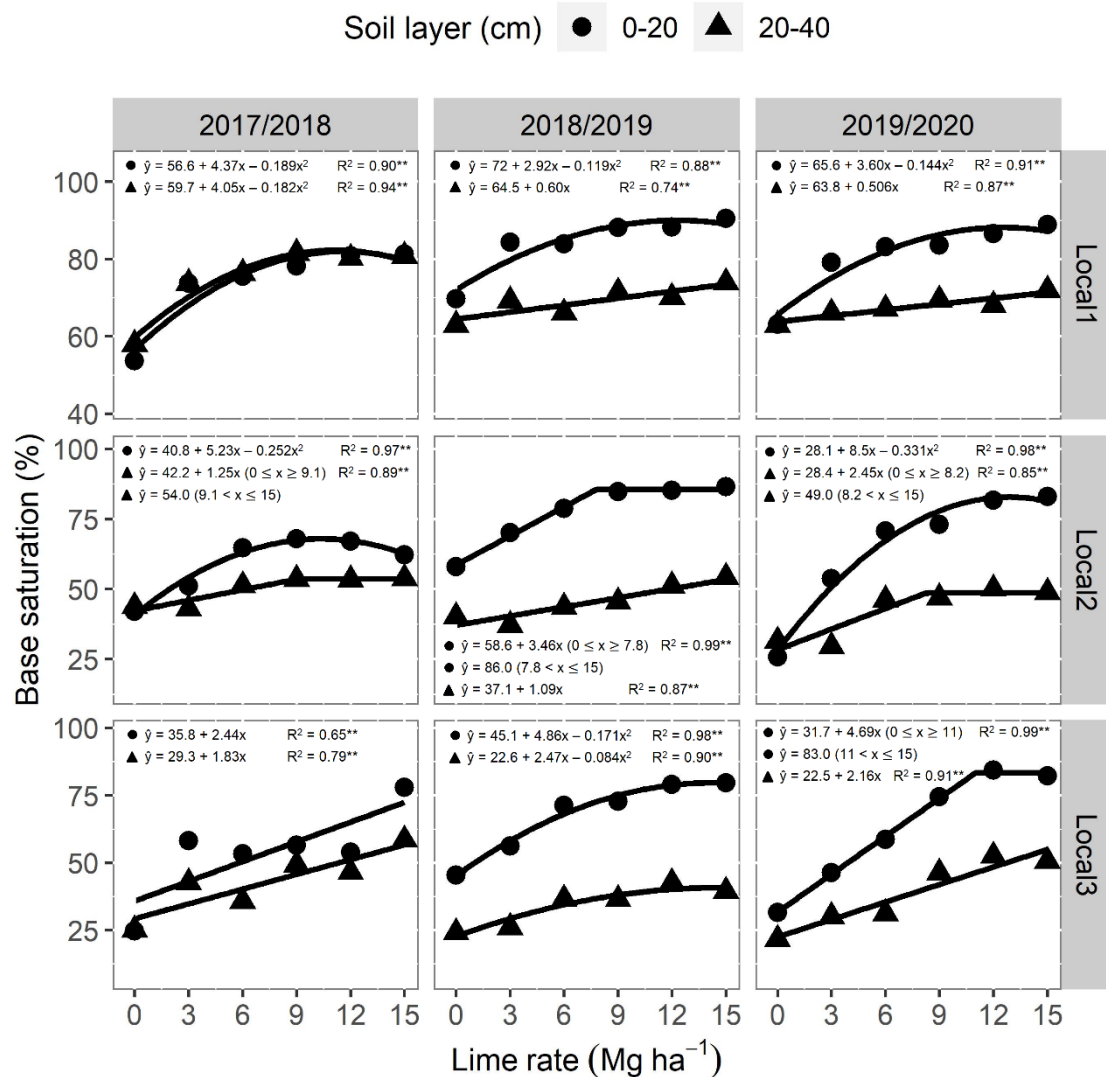 Soil layer (cm) 0-20 20-40
2017/2018 2018/2019 2019/2020
ŷ = 56.6 + 4.37x – 0.189x² R² = 0.90**
ŷ = 59.7 + 4.05x – 0.182x² R² = 0.94**
ŷ = 72 + 2.92x – 0.119x² R² = 0.88**
ŷ = 64.5 + 0.60x R² = 0.74**
ŷ = 65.6 + 3.60x – 0.144x² R² = 0.91**
ŷ = 63.8 + 0.506x R² = 0.87**
100
80
60
40
Local1
ŷ = 40.8 + 5.23x – 0.252x² R² = 0.97**
ŷ = 42.2 + 1.25x (0 ≤ x ≥ 9.1) R² = 0.89**
ŷ = 54.0 (9.1 < x ≤ 15)
ŷ = 58.6 + 3.46x (0 ≤ x ≥ 7.8) R² = 0.99**
ŷ = 86.0 (7.8 < x ≤ 15)
ŷ = 37.1 + 1.09x R² = 0.87**
ŷ = 28.1 + 8.5x – 0.331x² R² = 0.98**
ŷ = 28.4 + 2.45x (0 ≤ x ≥ 8.2) R² = 0.85**
ŷ = 49.0 (8.2 < x ≤ 15)
100
75
50
25
Local2
Base saturation (%)
ŷ = 35.8 + 2.44x R² = 0.65**
ŷ = 29.3 + 1.83x R² = 0.79**
ŷ = 45.1 + 4.86x – 0.171x² R² = 0.98**
ŷ = 22.6 + 2.47x – 0.084x² R² = 0.90**
ŷ = 31.7 + 4.69x (0 ≤ x ≥ 11) R² = 0.99**
ŷ = 83.0 (11 < x ≤ 15)
ŷ = 22.5 + 2.16x R² = 0.91**
100
75
50
25
Local3
0 3 6 9 12 15 0 3 6 9 12 15 0 3 6 9 12 15
Lime rate (Mg ha⁻¹)